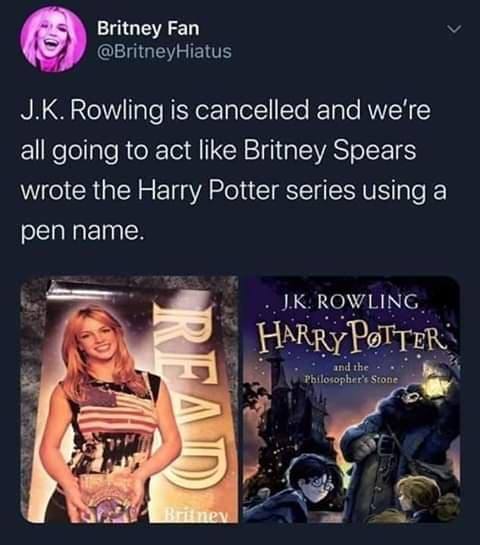 Britney Fan
@BritneyHiatus
J.K. Rowling is cancelled and we're
all going to act like Britney Spears
wrote the Harry Potter series using a
pen name.
READ
Britney
J.K. ROWLING
HARRY POTTER
and the
Philosopher's Stone